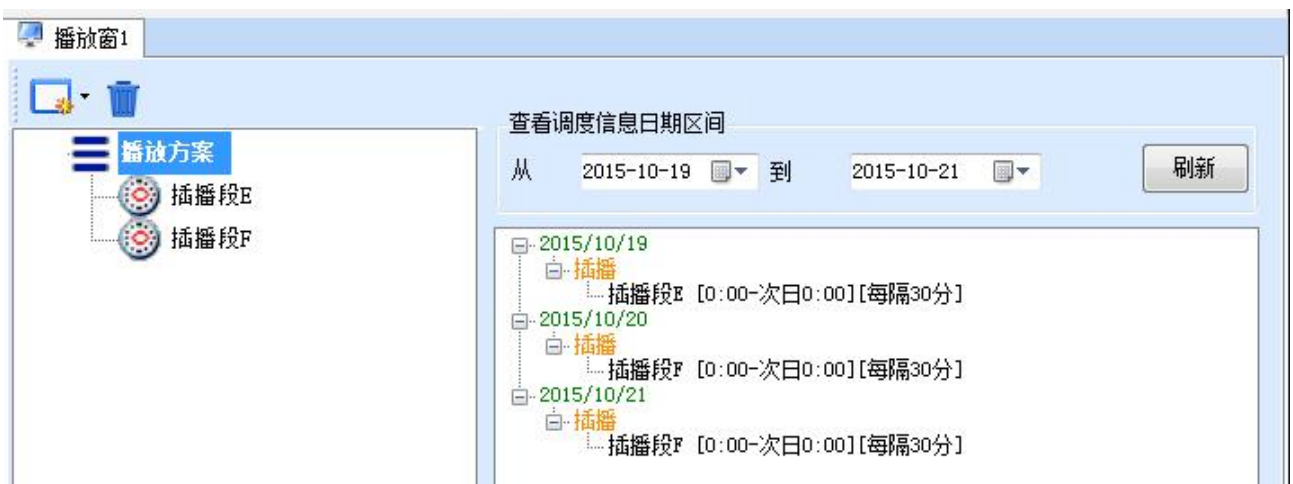 播放窗1
播放方案
插播段E
插播段F
查看调度信息日期区间
从 2015-10-19 到 2015-10-21 刷新
2015/10/19
插播
插播段E [0:00-次日0:00][每隔30分]
2015/10/20
插播
插播段F [0:00-次日0:00][每隔30分]
2015/10/21
插播
插播段F [0:00-次日0:00][每隔30分]